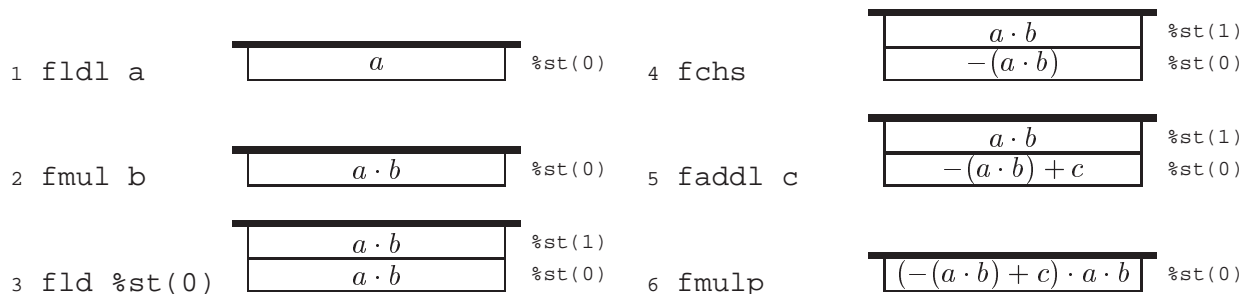 1 fldl a
a %st(0)
2 fmul b
a · b %st(0)
3 fld %st(0)
a · b %st(1)
a · b %st(0)
4 fchs
a · b %st(1)
−(a · b) %st(0)
5 faddl c
a · b %st(1)
−(a · b) + c %st(0)
6 fmulp
(−(a · b) + c) · a · b %st(0)